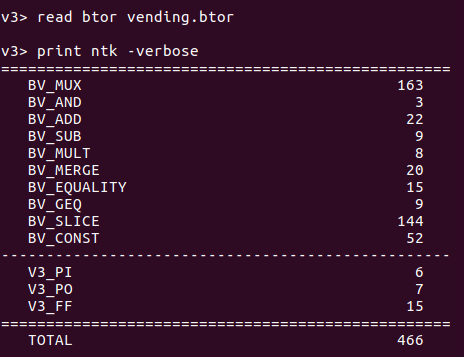 v3> read btor vending.btor
v3> print ntk -verbose
==================================================
BV_MUX 163
BV_AND 3
BV_ADD 22
BV_SUB 9
BV_MULT 8
BV_MERGE 20
BV_EQUALITY 15
BV_GEQ 9
BV_SLICE 144
BV_CONST 52
--------------------------------------------------
V3_PI 6
V3_PO 7
V3_FF 15
==================================================
TOTAL 466